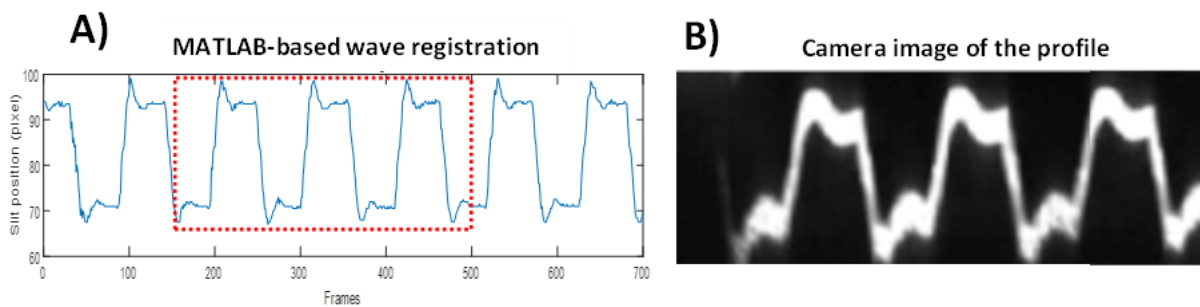 A)
MATLAB-based wave registration
100
90
80
70
60
Slit position (pixel)
0 100 200 300 400 500 600 700
Frames
B)
Camera image of the profile